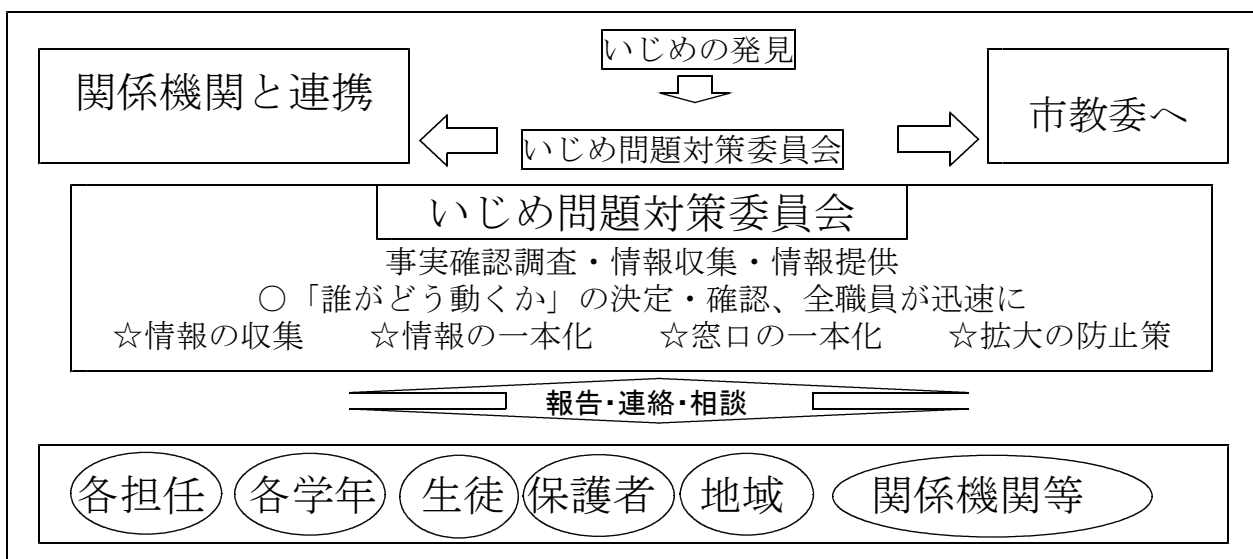 いじめの発見
関係機関と連携
市教委へ
いじめ問題対策委員会
いじめ問題対策委員会
事実確認調査・情報収集・情報提供
○「誰がどう動くか」の決定・確認、全職員が迅速に
☆情報の収集 ☆情報の一本化 ☆窓口の一本化 ☆拡大の防止策
報告・連絡・相談
各担任 各学年 生徒 保護者 地域 関係機関等